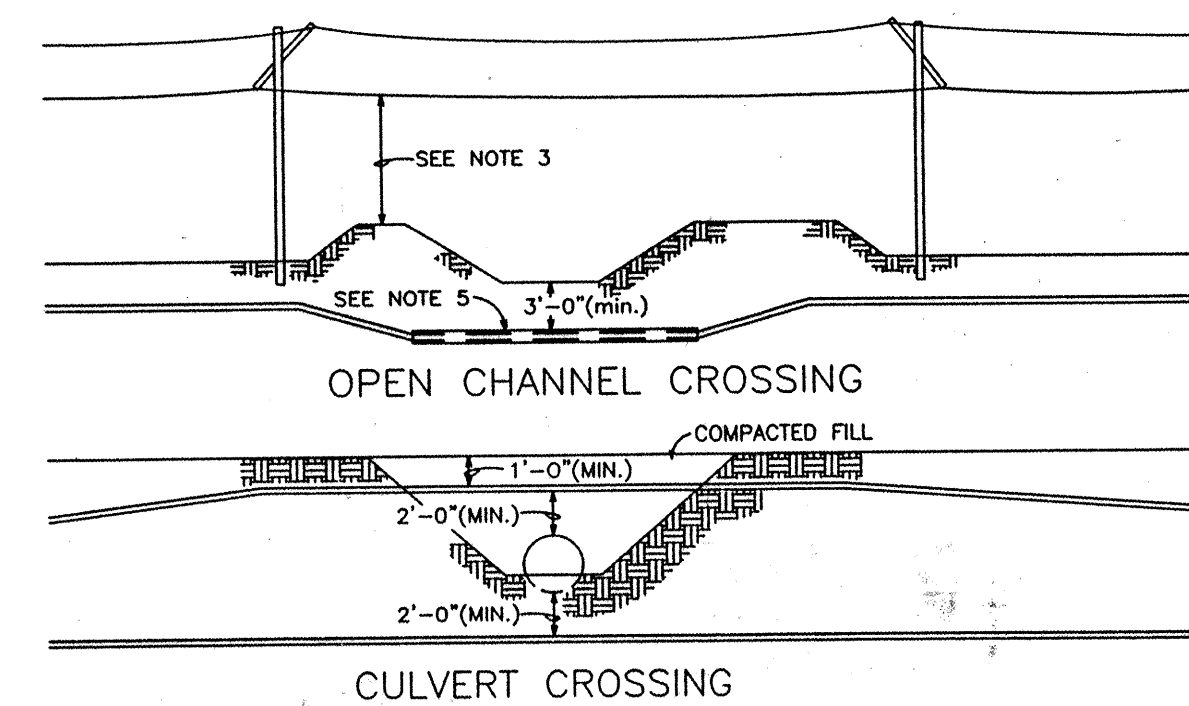 SEE NOTE 3
SEE NOTE 5
3'-0"(min.)
OPEN CHANNEL CROSSING
COMPACTED FILL
1'-0"(MIN.)
2'-0"(MIN.)
2'-0"(MIN.)
CULVERT CROSSING